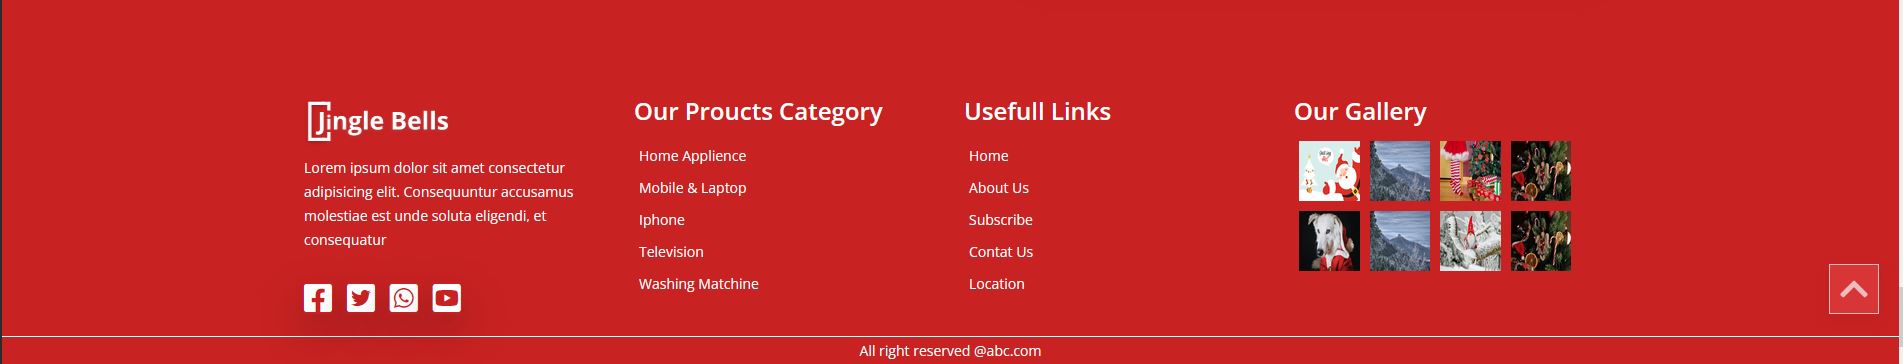 Jingle Bells
Lorem ipsum dolor sit amet consectetur
adipisicing elit. Consequuntur accusamus
molestiae est unde soluta eligendi, et
consequatur
Our Proucts Category
Home Applience
Mobile & Laptop
Iphone
Television
Washing Matchine
Usefull Links
Home
About Us
Subscribe
Contat Us
Location
Our Gallery
All right reserved @abc.com